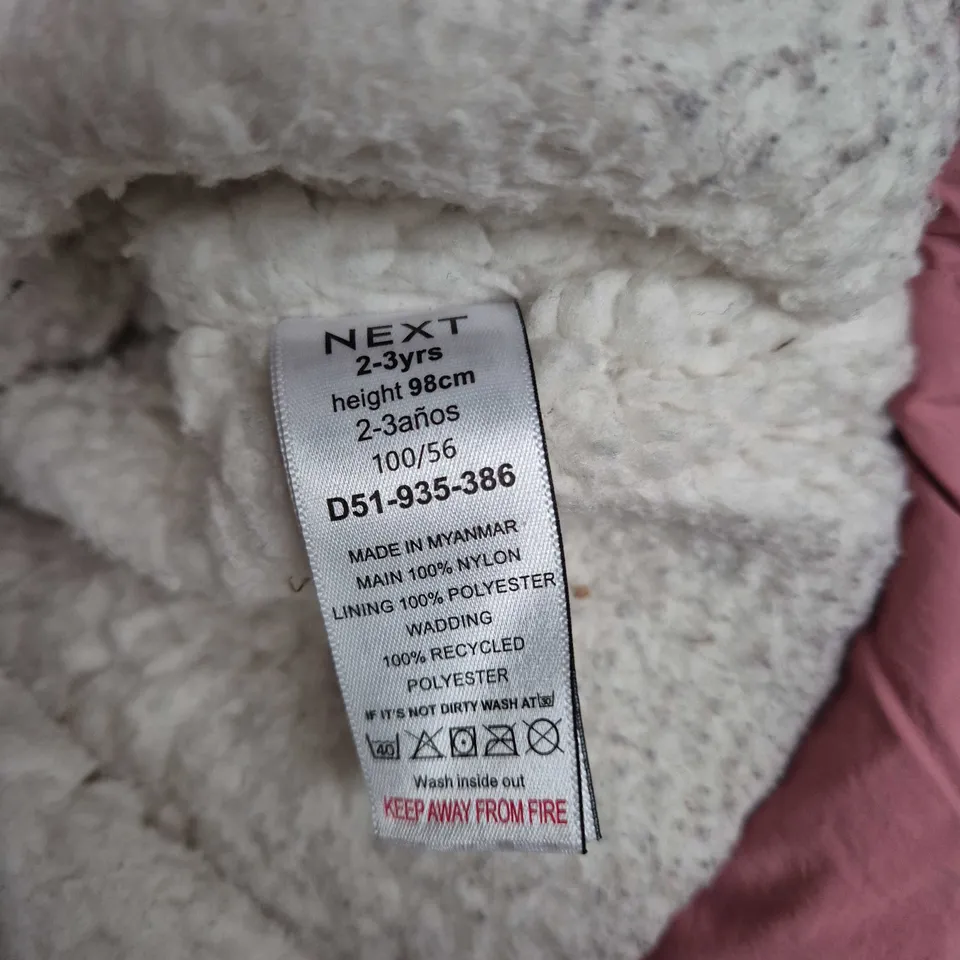 NEXT
2-3yrs
height 98cm
2-3años
100/56
D51-935-386
MADE IN MYANMAR
MAIN 100% NYLON
LINING 100% POLYESTER
WADDING
100% RECYCLED
POLYESTER
IF IT'S NOT DIRTY WASH AT 30
40
Wash inside out
KEEP AWAY FROM FIRE